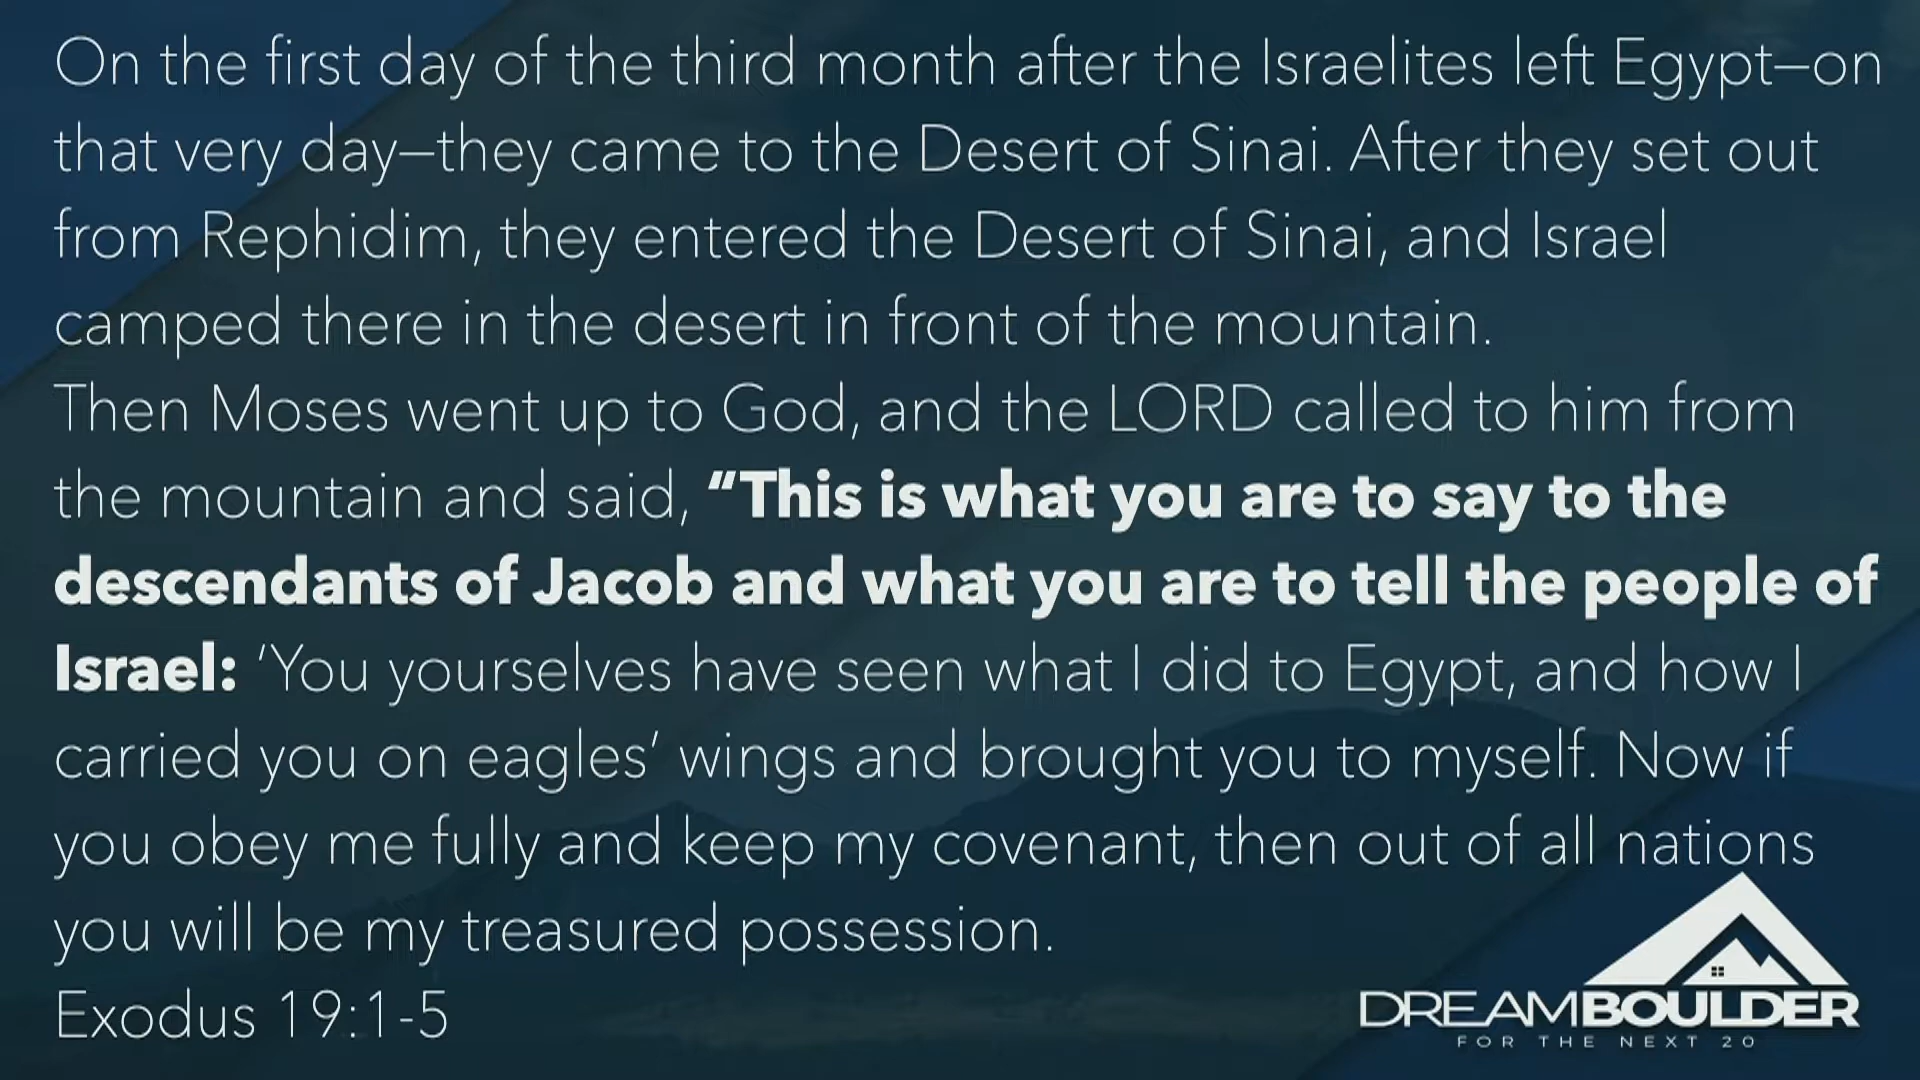 On the first day of the third month after the Israelites left Egypt—on
that very day—they came to the Desert of Sinai. After they set out
from Rephidim, they entered the Desert of Sinai, and Israel
camped there in the desert in front of the mountain.
Then Moses went up to God, and the LORD called to him from
the mountain and said, “This is what you are to say to the
descendants of Jacob and what you are to tell the people of
Israel: ‘You yourselves have seen what I did to Egypt, and how I
carried you on eagles’ wings and brought you to myself. Now if
you obey me fully and keep my covenant, then out of all nations
you will be my treasured possession.
Exodus 19:1-5
DREAMBOULDER
FOR THE NEXT 20